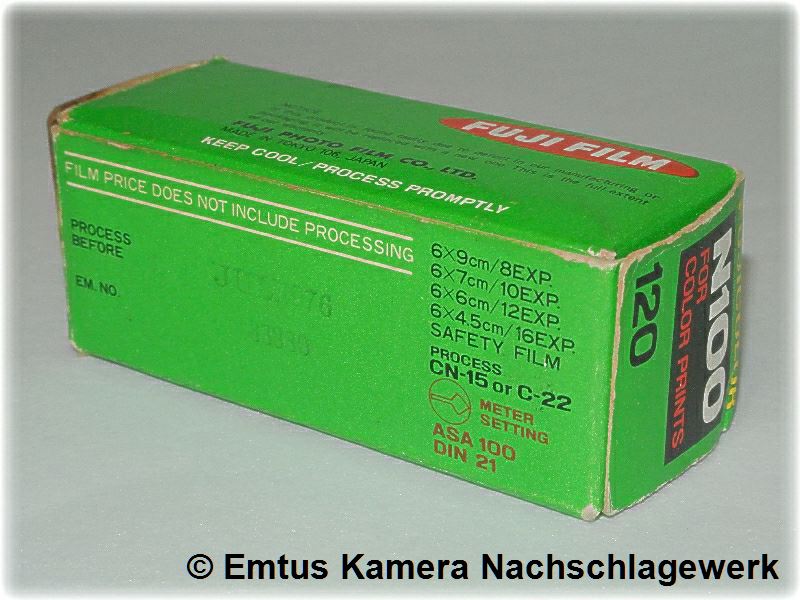 FUJI FILM
NOTICE:
FUJI PHOTO FILM CO., LTD.
MADE IN TOKYO 106, JAPAN
KEEP COOL / PROCESS PROMPTLY
FILM PRICE DOES NOT INCLUDE PROCESSING
PROCESS
BEFORE
EM. NO.
6×9cm/8EXP.
6×7cm/10EXP.
6×6cm/12EXP.
6×4.5cm/16EXP.
SAFETY FILM
PROCESS
CN-15 or C-22
METER
SETTING
ASA 100
DIN 21
N100
FOR
COLOR PRINTS
120
© Emtus Kamera Nachschlagewerk